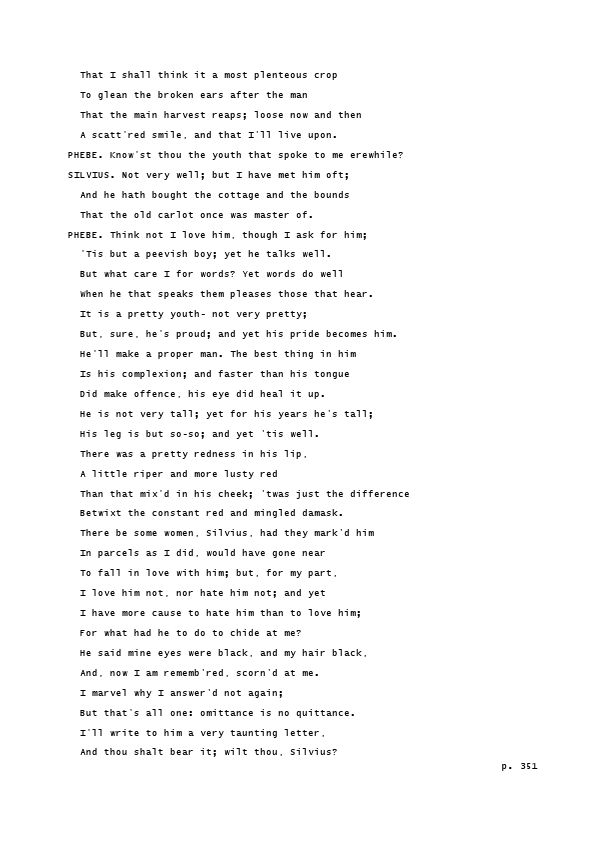 That I shall think it a most plenteous crop
To glean the broken ears after the man
That the main harvest reaps; loose now and then
A scatt'red smile, and that I'll live upon.
PHEBE. Know'st thou the youth that spoke to me erewhile?
SILVIUS. Not very well; but I have met him oft;
And he hath bought the cottage and the bounds
That the old carlot once was master of.
PHEBE. Think not I love him, though I ask for him;
'Tis but a peevish boy; yet he talks well.
But what care I for words? Yet words do well
When he that speaks them pleases those that hear.
It is a pretty youth- not very pretty;
But, sure, he's proud; and yet his pride becomes him.
He'll make a proper man. The best thing in him
Is his complexion; and faster than his tongue
Did make offence, his eye did heal it up.
He is not very tall; yet for his years he's tall;
His leg is but so-so; and yet 'tis well.
There was a pretty redness in his lip,
A little riper and more lusty red
Than that mix'd in his cheek; 'twas just the difference
Betwixt the constant red and mingled damask.
There be some women, Silvius, had they mark'd him
In parcels as I did, would have gone near
To fall in love with him; but, for my part,
I love him not, nor hate him not; and yet
I have more cause to hate him than to love him;
For what had he to do to chide at me?
He said mine eyes were black, and my hair black,
And, now I am rememb'red, scorn'd at me.
I marvel why I answer'd not again;
But that's all one: omittance is no quittance.
I'll write to him a very taunting letter,
And thou shalt bear it; wilt thou, Silvius?
p. 351